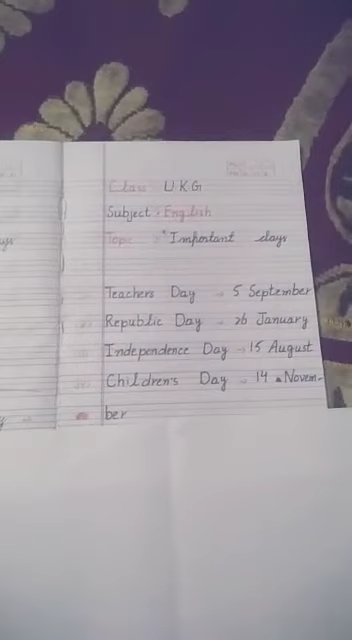 Class U.K.G
Subject - English
Topic - "Important days
ys
Teachers Day → 5 September
Republic Day → 26 January
Independence Day → 15 August
Children's Day → 14 Novem-
ber